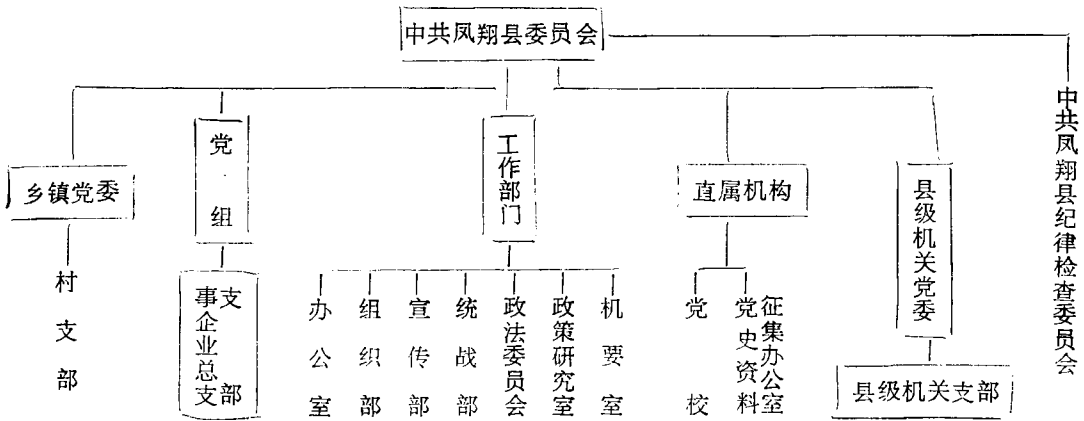 中共凤翔县委员会
乡镇党委
村支部
党组
事企业总支部
支部
工作部门
办公室
组织部
宣传部
统战部
政法委员会
政策研究室
机要室
直属机构
党校
党史资料
征集办公室
县级机关党委
县级机关支部
中共凤翔县纪律检查委员会